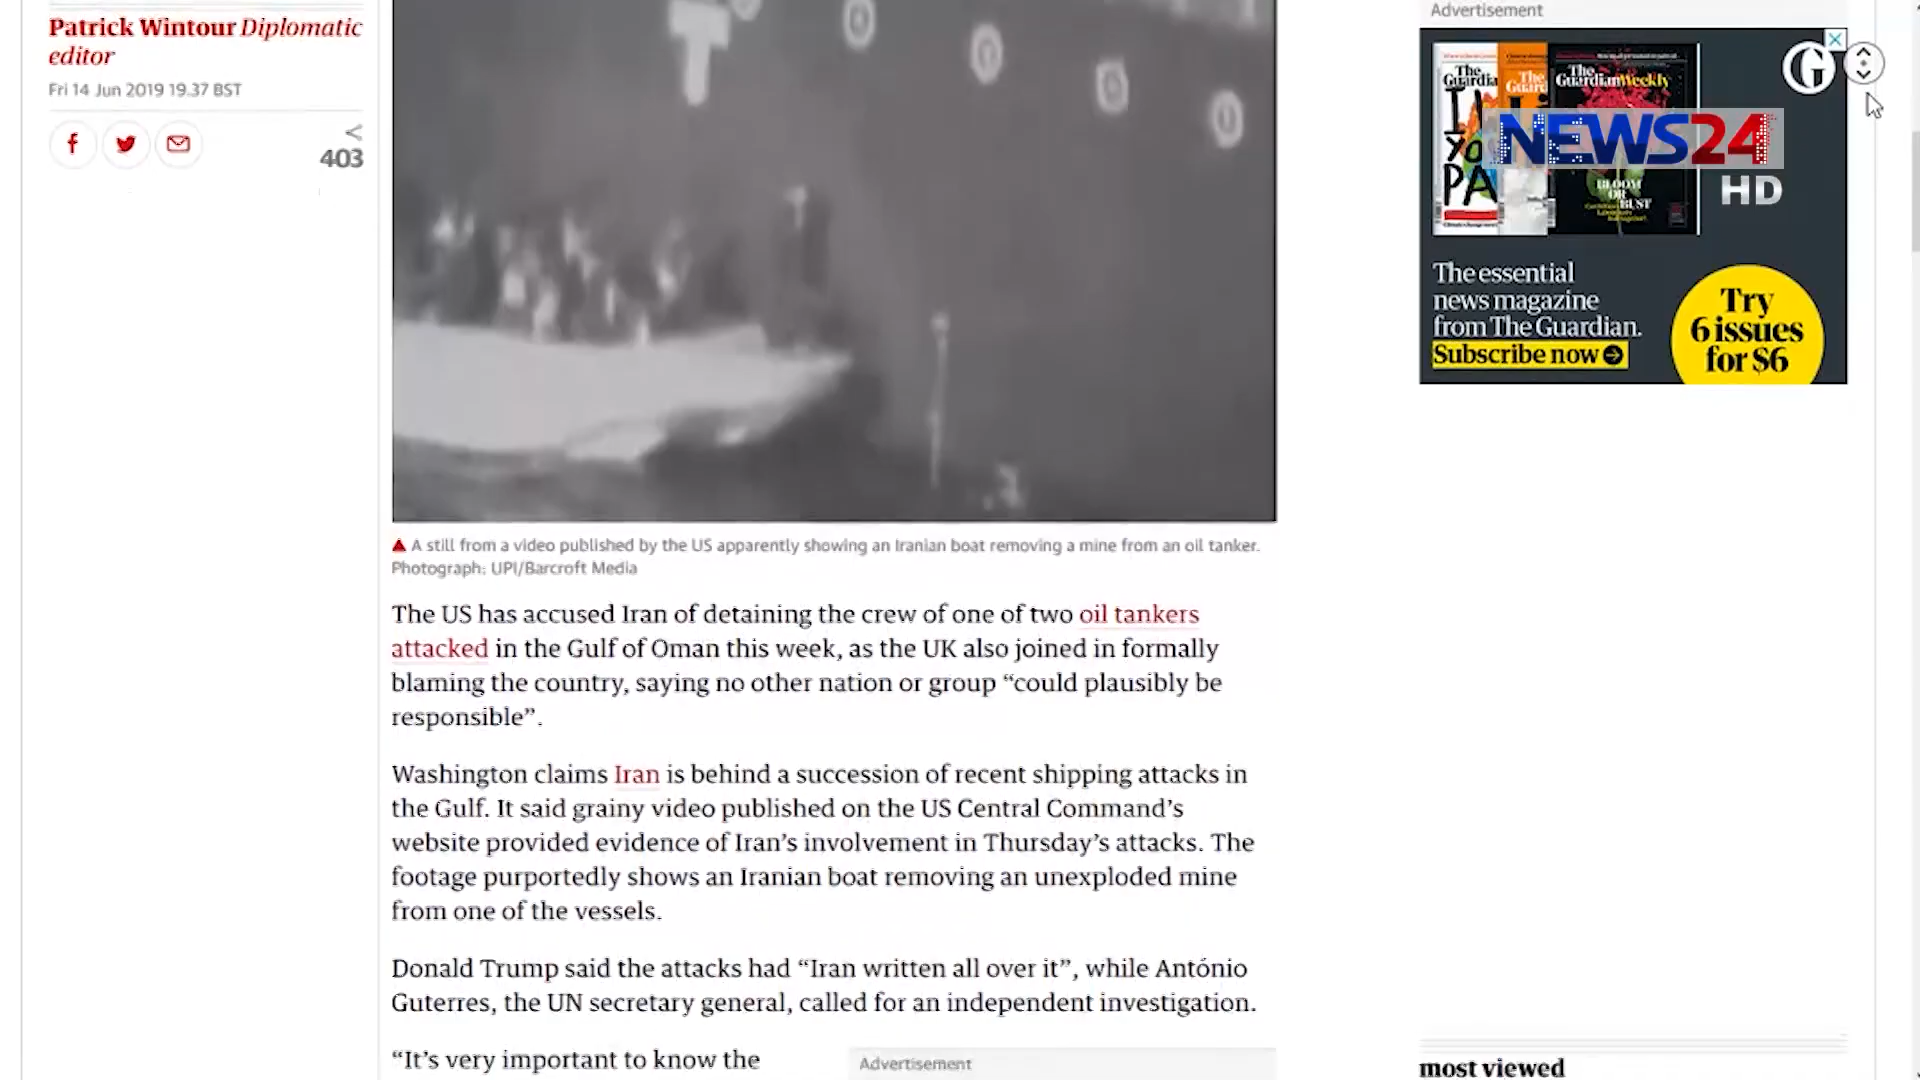 Patrick Wintour Diplomatic
editor
Fri 14 Jun 2019 19.37 BST
403
T
0
0
0
0
▲ A still from a video published by the US apparently showing an Iranian boat removing a mine from an oil tanker.
Photograph: UPI/Barcroft Media
The US has accused Iran of detaining the crew of one of two oil tankers
attacked in the Gulf of Oman this week, as the UK also joined in formally
blaming the country, saying no other nation or group “could plausibly be
responsible”.
Washington claims Iran is behind a succession of recent shipping attacks in
the Gulf. It said grainy video published on the US Central Command’s
website provided evidence of Iran’s involvement in Thursday’s attacks. The
footage purportedly shows an Iranian boat removing an unexploded mine
from one of the vessels.
Donald Trump said the attacks had “Iran written all over it”, while António
Guterres, the UN secretary general, called for an independent investigation.
“It’s very important to know the
Advertisement
Advertisement
The
The
The
GuardianWeekly
NEWS24
HD
BLOOM
OR
BUST
The essential
news magazine
from The Guardian.
Subscribe now
Try
6 issues
for $6
most viewed